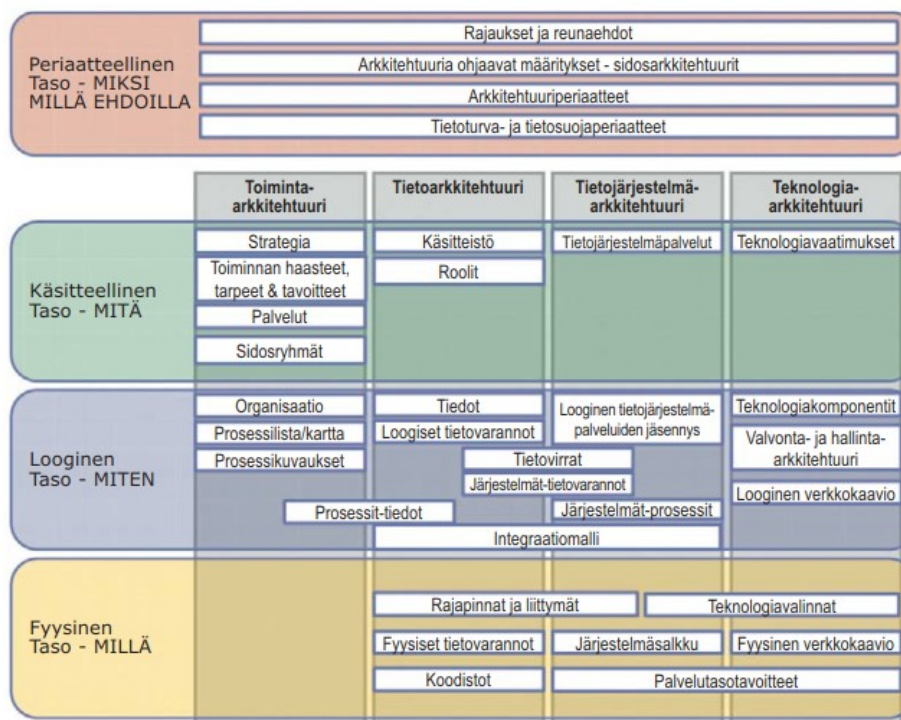 Periaatteellinen
Taso - MIKSI
MILLÄ EHDOILLA
Rajaukset ja reunaehdot
Arkkitehtuuria ohjaavat määritykset - sidosarkkitehtuurit
Arkkitehtuuriperiaatteet
Tietoturva- ja tietosuojaperiaatteet
Toiminta-
arkkitehtuuri
Tietoarkkitehtuuri
Tietojärjestelmä-
arkkitehtuuri
Teknologia-
arkkitehtuuri
Käsitteellinen
Taso - MITÄ
Strategia
Toiminnan haasteet,
tarpeet & tavoitteet
Palvelut
Sidosryhmät
Käsitteistö
Roolit
Tietojärjestelmäpalvelut
Teknologiavaatimukset
Looginen
Taso - MITEN
Organisaatio
Prosessilista/kartta
Prosessikuvaukset
Tiedot
Loogiset tietovarannot
Looginen tietojärjestelmä-
palveluiden jäsennys
Tietovirrat
Järjestelmät-tietovarannot
Prosessit-tiedot
Järjestelmät-prosessit
Integraatiomalli
Teknologiakomponentit
Valvonta- ja hallinta-
arkkitehtuuri
Looginen verkkokaavio
Fyysinen
Taso - MILLÄ
Rajapinnat ja liittymät
Teknologiavalinnat
Fyysiset tietovarannot
Järjestelmäsalkku
Fyysinen verkkokaavio
Koodistot
Palvelutasotavoitteet